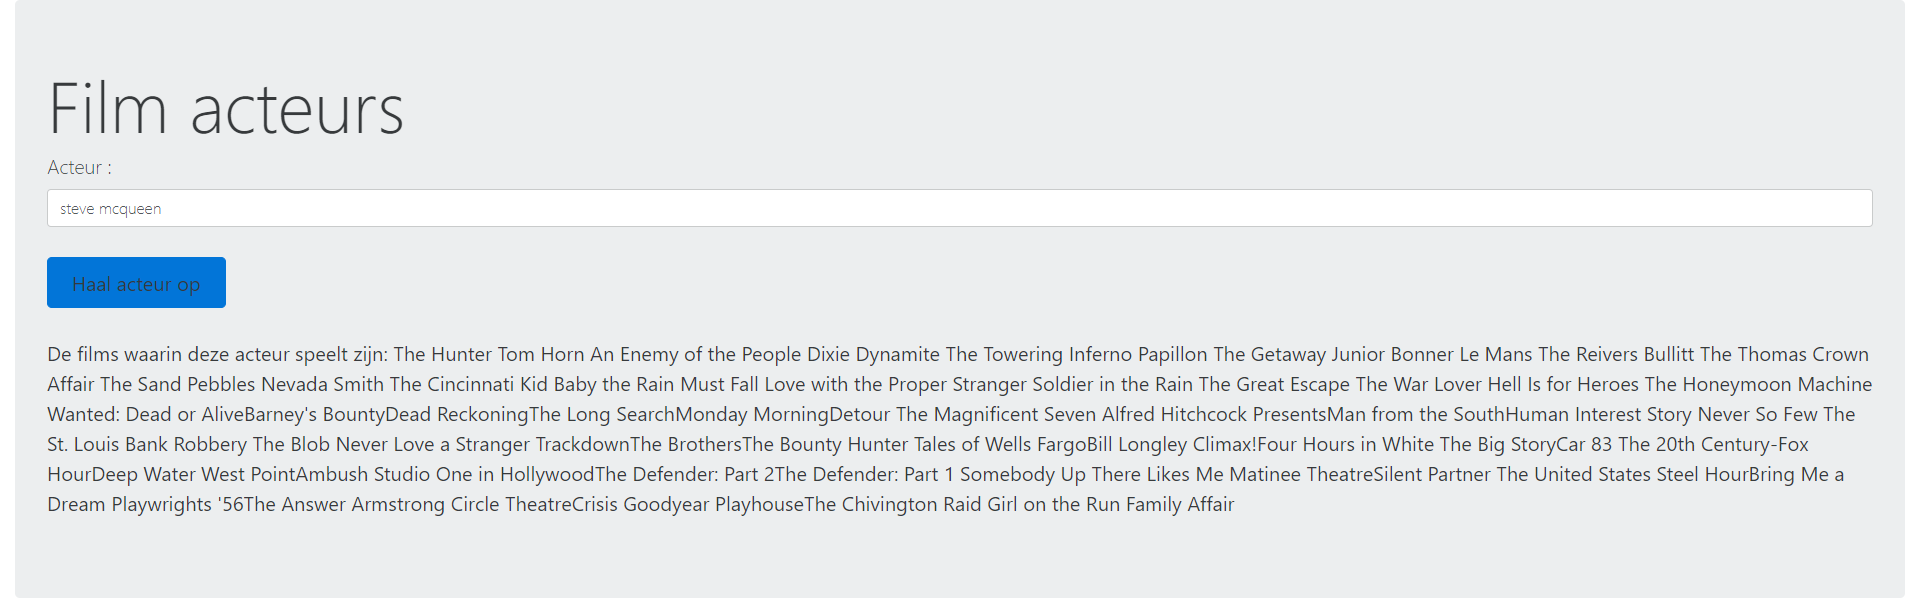 Film acteurs
Acteur :
steve mcqueen
Haal acteur op
De films waarin deze acteur speelt zijn: The Hunter Tom Horn An Enemy of the People Dixie Dynamite The Towering Inferno Papillon The Getaway Junior Bonner Le Mans The Reivers Bullitt The Thomas Crown
Affair The Sand Pebbles Nevada Smith The Cincinnati Kid Baby the Rain Must Fall Love with the Proper Stranger Soldier in the Rain The Great Escape The War Lover Hell Is for Heroes The Honeymoon Machine
Wanted: Dead or AliveBarney's BountyDead ReckoningThe Long SearchMonday MorningDetour The Magnificent Seven Alfred Hitchcock PresentsMan from the SouthHuman Interest Story Never So Few The
St. Louis Bank Robbery The Blob Never Love a Stranger TrackdownThe BrothersThe Bounty Hunter Tales of Wells FargoBill Longley Climax!Four Hours in White The Big StoryCar 83 The 20th Century-Fox
HourDeep Water West PointAmbush Studio One in HollywoodThe Defender: Part 2The Defender: Part 1 Somebody Up There Likes Me Matinee TheatreSilent Partner The United States Steel HourBring Me a
Dream Playwrights '56The Answer Armstrong Circle TheatreCrisis Goodyear PlayhouseThe Chivington Raid Girl on the Run Family Affair